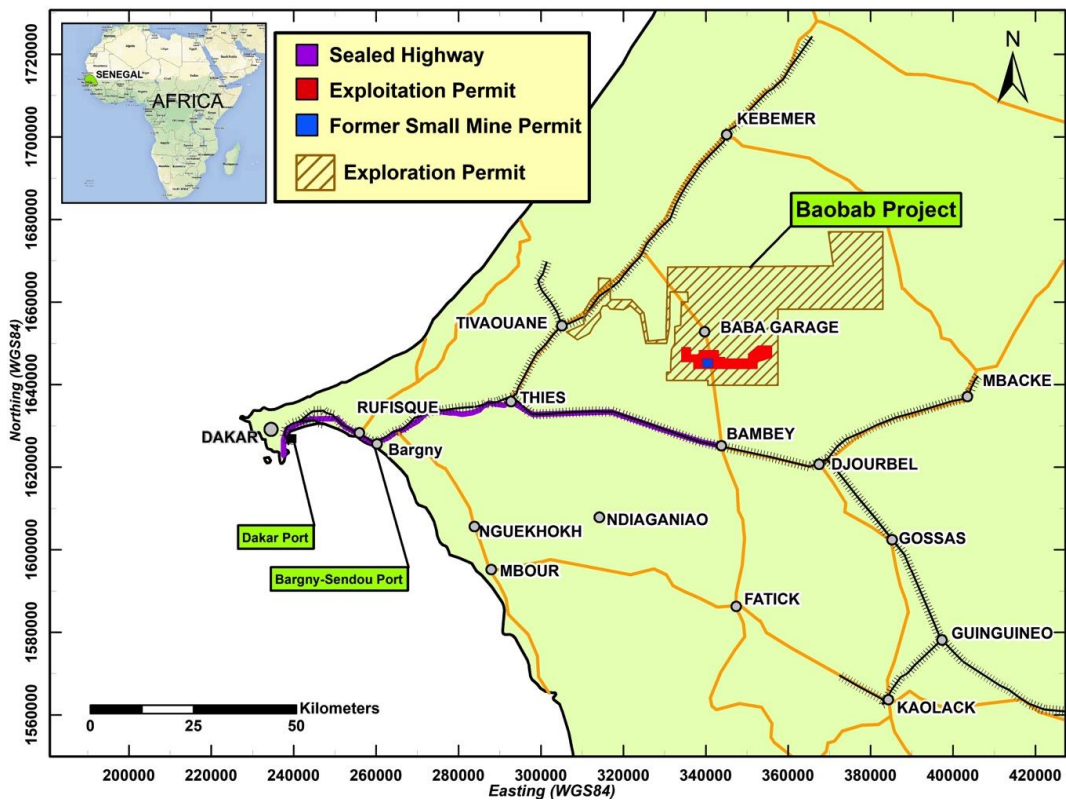 SENEGAL
AFRICA
Sealed Highway
Exploitation Permit
Former Small Mine Permit
Exploration Permit
N
KEBEMER
Baobab Project
TIVAOUANE
BABA GARAGE
MBACKE
THIES
RUFISQUE
DAKAR
Bargny
BAMBEY
DJOURBEL
NGUEKHOKH
NDIAGANIAO
GOSSAS
Dakar Port
Bargny-Sendou Port
MBOUR
FATICK
GUINGUINEO
KAOLACK
Kilometers
0 25 50
1720000
1700000
1680000
1660000
1640000
1620000
1600000
1580000
1560000
Northing (WGS84)
200000 220000 240000 260000 280000 300000 320000 340000 360000 380000 400000 420000
Easting (WGS84)